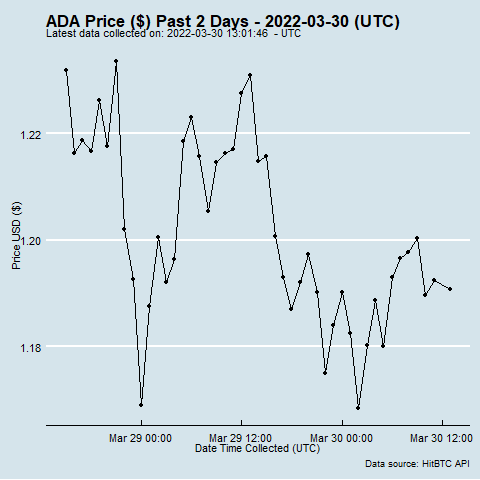 ADA Price ($) Past 2 Days - 2022-03-30 (UTC)
Latest data collected on: 2022-03-30 13:01:46 - UTC
1.22
1.20
1.18
Price USD ($)
Mar 29 00:00 Mar 29 12:00 Mar 30 00:00 Mar 30 12:00
Date Time Collected (UTC)
Data source: HitBTC API